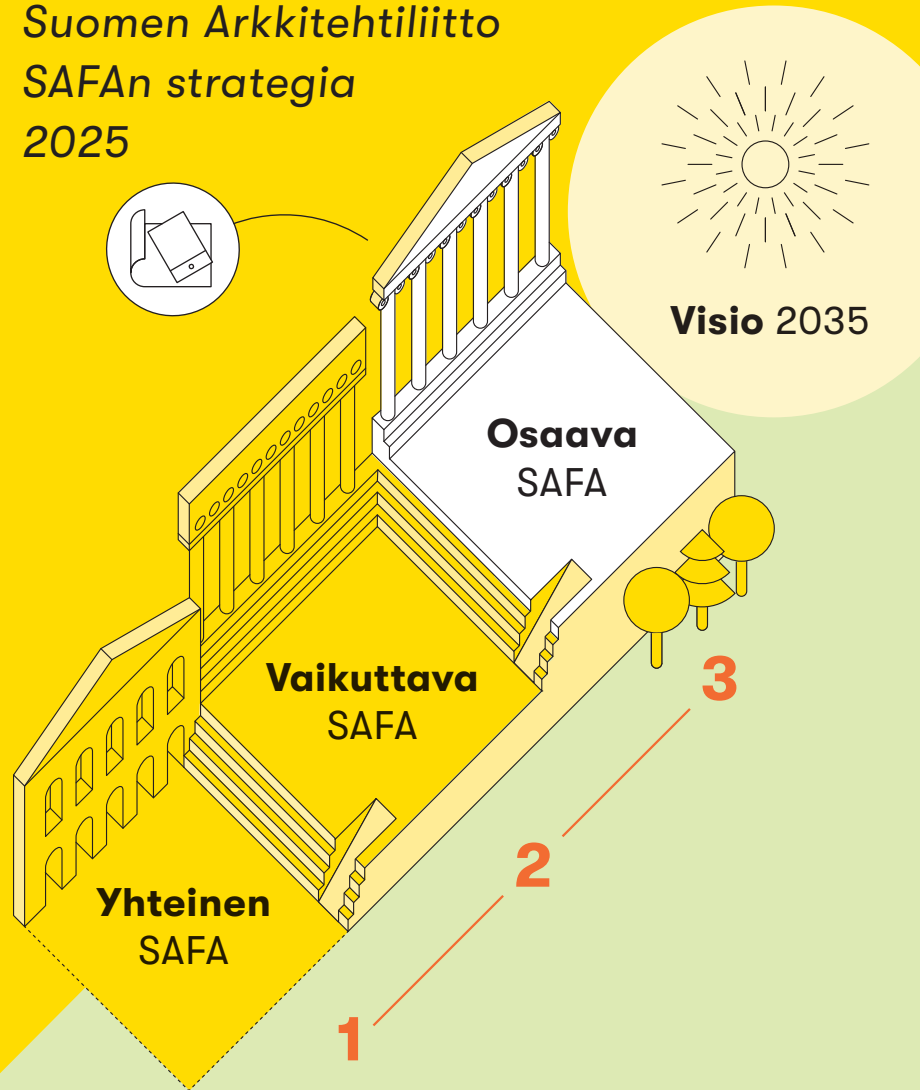 Suomen Arkkitehtiliitto
SAFAn strategia
2025
Visio 2035
Osaava
SAFA
Vaikuttava
SAFA
Yhteinen
SAFA
3
2
1